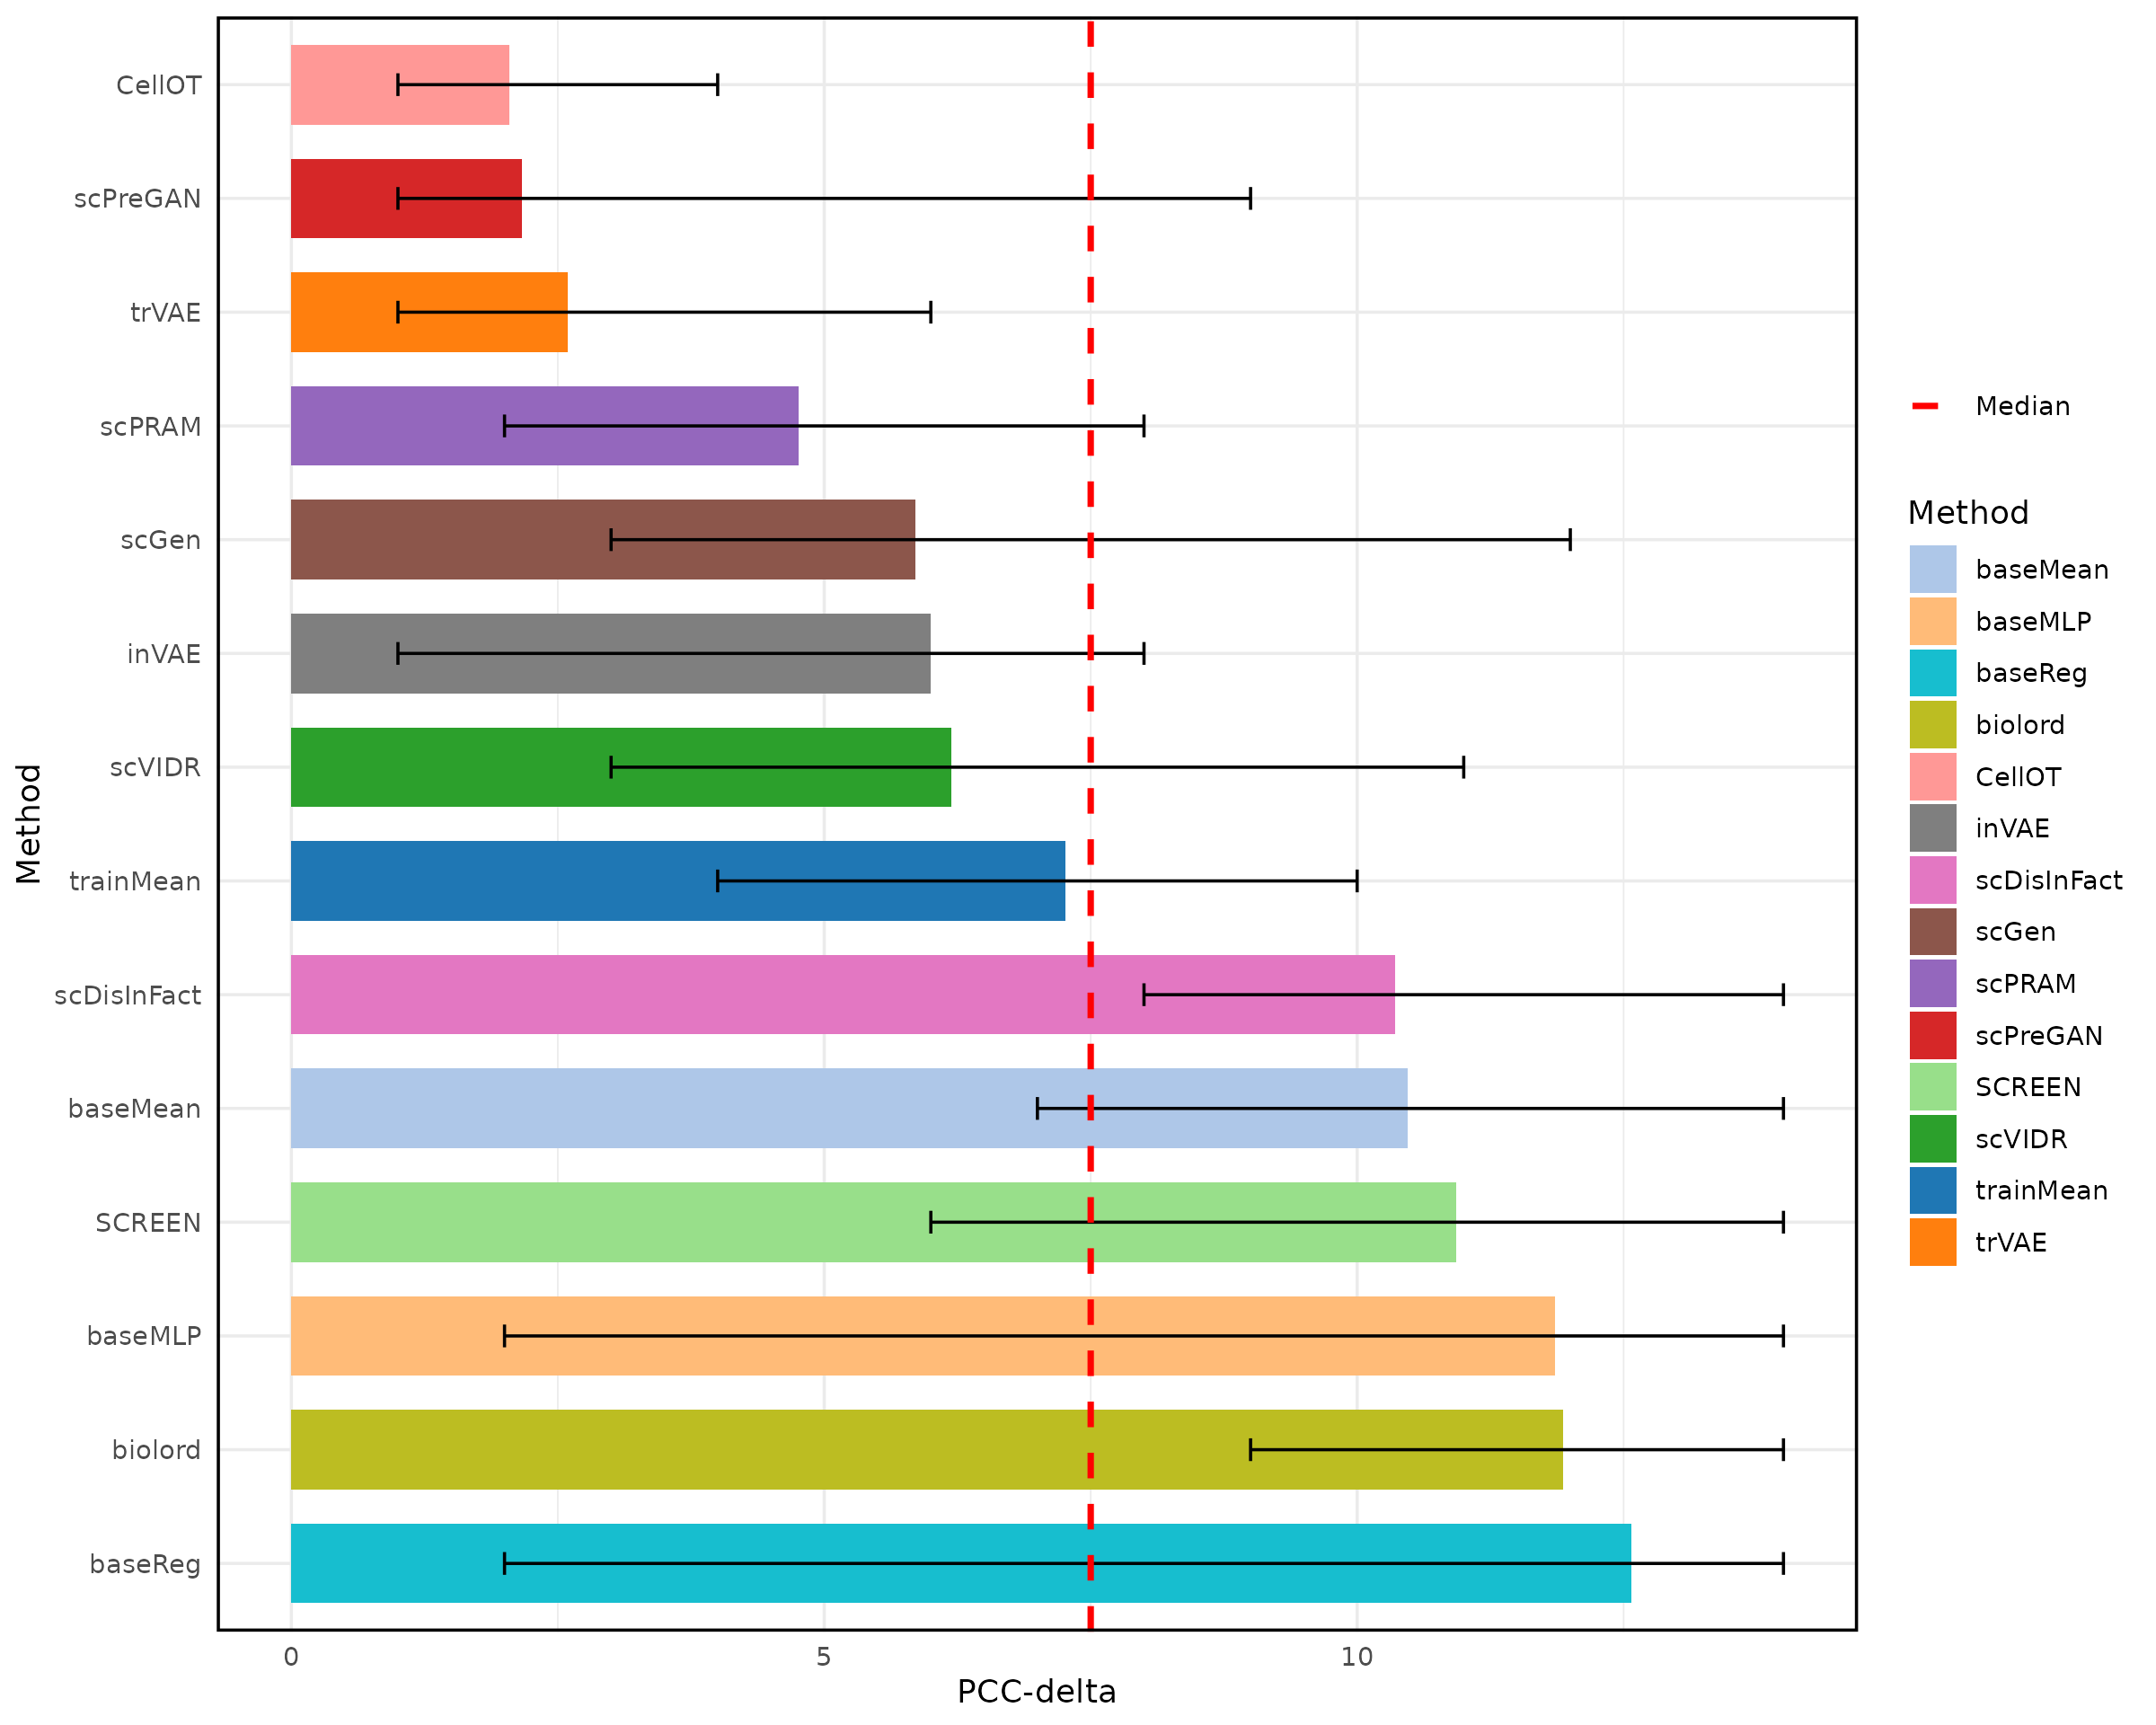 CellOT
scPreGAN
trVAE
scPRAM
scGen
inVAE
scVIDR
trainMean
scDisInFact
baseMean
SCREEN
baseMLP
biolord
baseReg
Method
0 5 10
PCC-delta
Median
Method
baseMean
baseMLP
baseReg
biolord
CellOT
inVAE
scDisInFact
scGen
scPRAM
scPreGAN
SCREEN
scVIDR
trainMean
trVAE